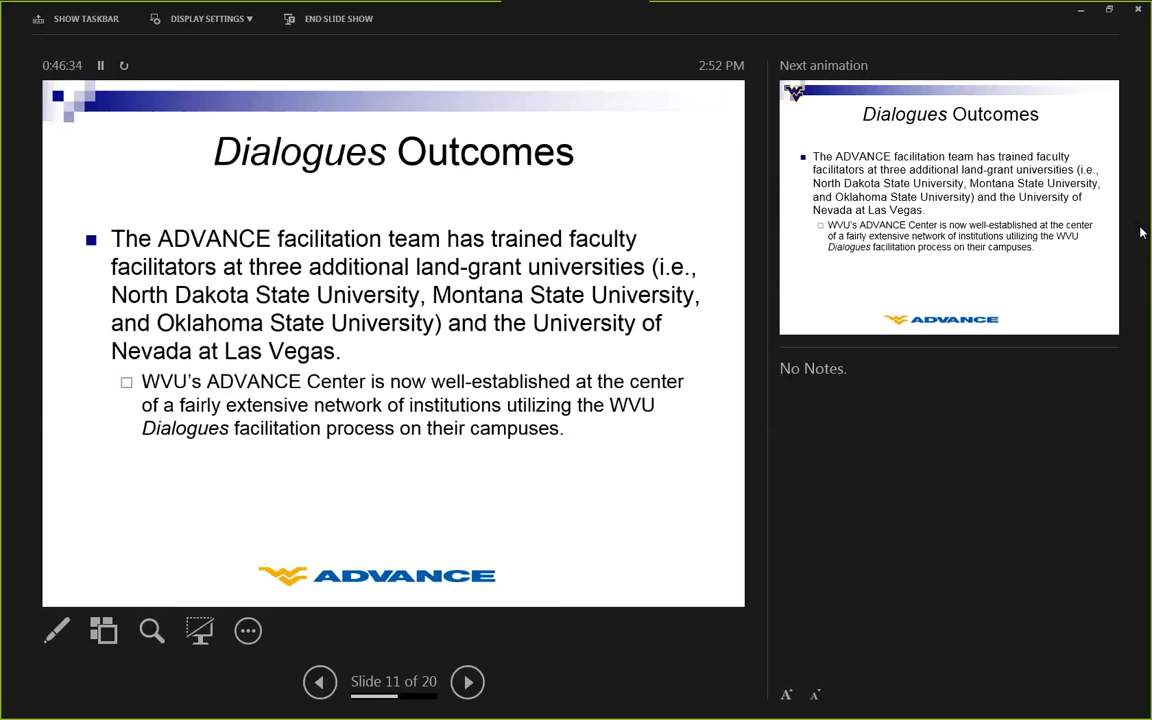 SHOW TASKBAR
DISPLAY SETTINGS ▼
END SLIDE SHOW
0:46:34
2:52 PM
Dialogues Outcomes
The ADVANCE facilitation team has trained faculty
facilitators at three additional land-grant universities (i.e.,
North Dakota State University, Montana State University,
and Oklahoma State University) and the University of
Nevada at Las Vegas.
WVU's ADVANCE Center is now well-established at the center
of a fairly extensive network of institutions utilizing the WVU
Dialogues facilitation process on their campuses.
ADVANCE
Slide 11 of 20
Next animation
Dialogues Outcomes
The ADVANCE facilitation team has trained faculty
facilitators at three additional land-grant universities (i.e.,
North Dakota State University, Montana State University,
and Oklahoma State University) and the University of
Nevada at Las Vegas.
WVU's ADVANCE Center is now well-established at the center
of a fairly extensive network of institutions utilizing the WVU
Dialogues facilitation process on their campuses.
ADVANCE
No Notes.
A A